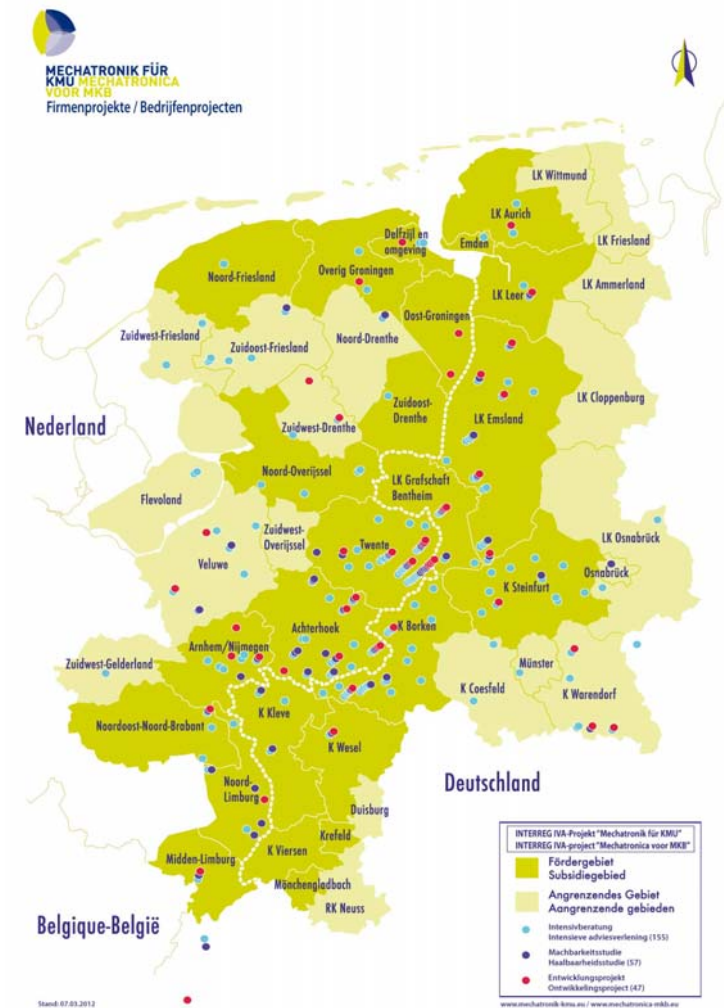 MECHATRONIK FÜR
KMU MECHATRONICA
VOOR MKB
Firmenprojekte / Bedrijfenprojecten
LK Wittmund
LK Aurich
LK Friesland
Delfzijl en
omgeving
Emden
Noord-Friesland
Overig Groningen
LK Leer
LK Ammerland
Zuidwest-Friesland
Zuidoost-Friesland
Noord-Drenthe
Oost-Groningen
Nederland
Zuidwest-Drenthe
Zuidoost-
Drenthe
LK Emsland
LK Cloppenburg
Noord-Overijssel
LK Grafschaft
Bentheim
Flevoland
Veluwe
Zuidwest-
Overijssel
Twente
LK Osnabrück
Osnabrück
K Steinfurt
Achterhoek
K Borken
Arnhem/Nijmegen
Zuidwest-Gelderland
Münster
K Coesfeld
K Warendorf
Noordoost-Noord-Brabant
K Kleve
K Wesel
Deutschland
Noord-
Limburg
Duisburg
Krefeld
K Viersen
Midden-Limburg
Mönchengladbach
RK Neuss
Belgique-België
INTERREG IVA-Projekt "Mechatronik für KMU"
INTERREG IVA-project "Mechatronica voor MKB"
Fördergebiet
Subsidiegebied
Angrenzendes Gebiet
Aangrenzende gebieden
Intensivberatung
Intensieve adviesverlening (155)
Machbarkeitsstudie
Haalbaarheidsstudie (57)
Entwicklungsprojekt
Ontwikkelingsproject (47)
Stand: 07.03.2012
www.mechatronik-kmu.eu / www.mechatronica-mkb.eu